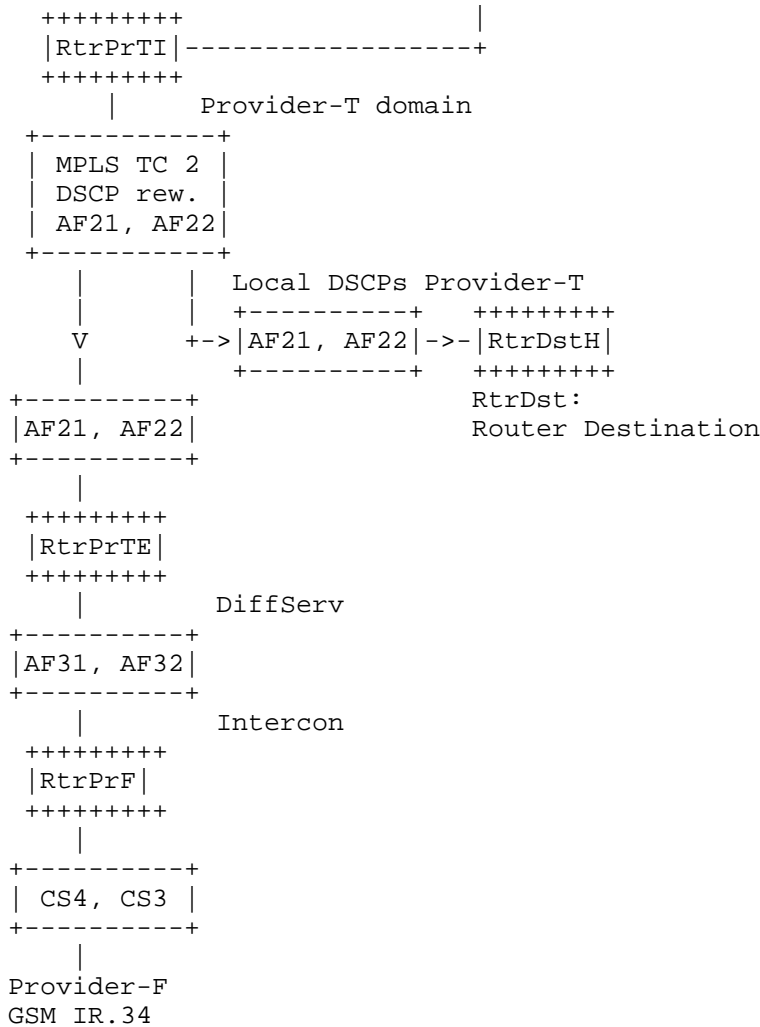 +++++++++                  |
|RtrPrTI|------------------+
+++++++++
|     Provider-T domain
+-----------+
| MPLS TC 2 |
| DSCP rew. |
| AF21, AF22|
+-----------+
|      |  Local DSCPs Provider-T
|      |  +----------+   +++++++++
V      +->|AF21, AF22|->-|RtrDstH|
|         +----------+   +++++++++
+----------+                 RtrDst:
|AF21, AF22|                 Router Destination
+----------+
|
+++++++++
|RtrPrTE|
+++++++++
|        DiffServ
+----------+
|AF31, AF32|
+----------+
|        Intercon
+++++++++
|RtrPrF|
+++++++++
|
+----------+
| CS4, CS3 |
+----------+
|
Provider-F
GSM IR.34